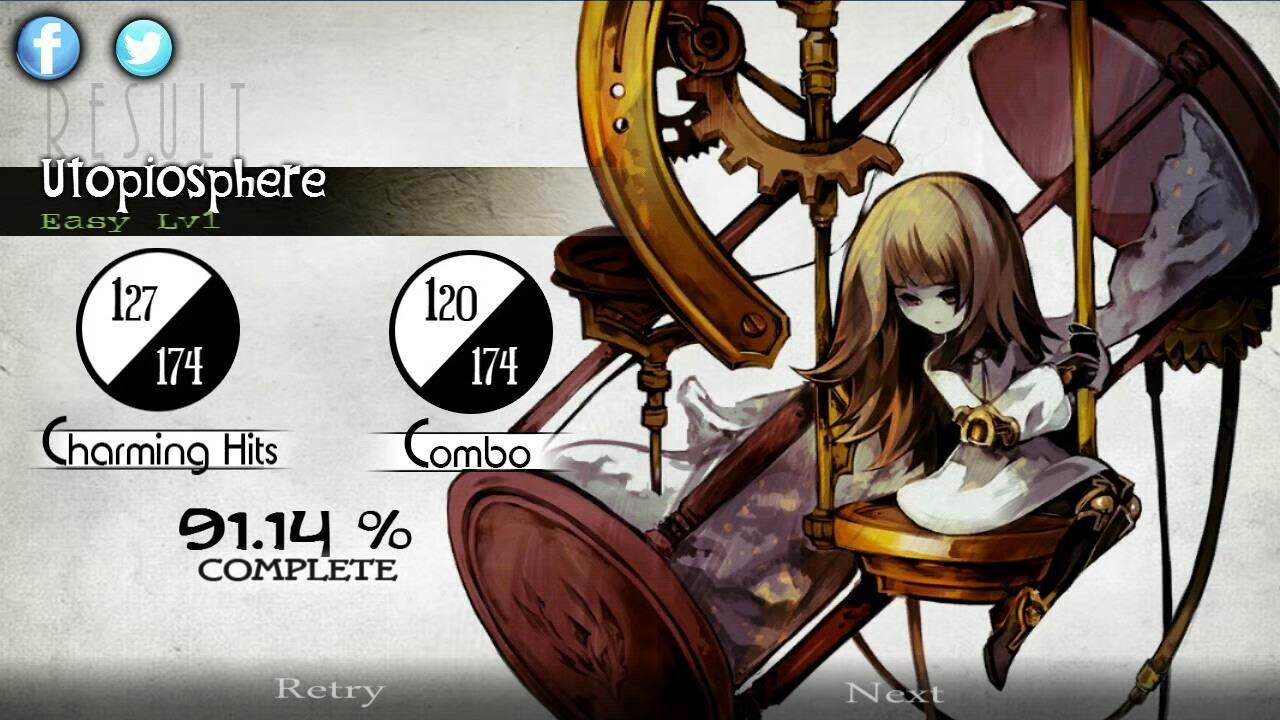 f
RESULT
Utopiosphere
Easy Lv1
127
174
120
174
Charming Hits
Combo
91.14 %
COMPLETE
Retry
Next